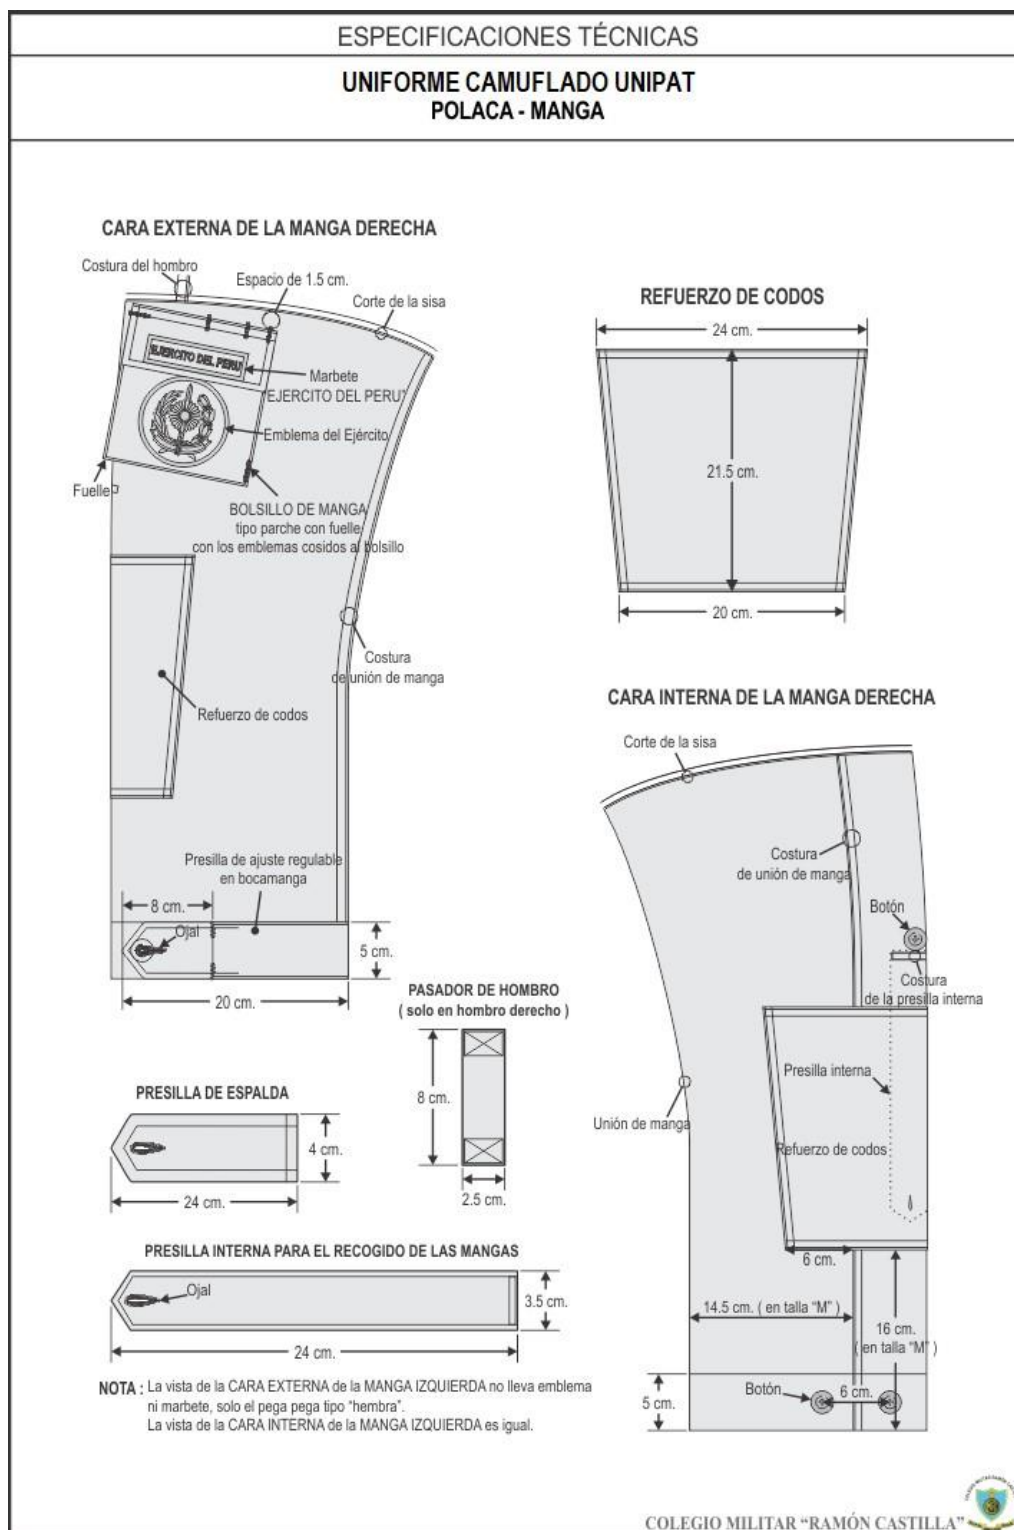 ESPECIFICACIONES TÉCNICAS
UNIFORME CAMUFLADO UNIPAT
POLACA - MANGA
CARA EXTERNA DE LA MANGA DERECHA
Costura del hombro
Espacio de 1.5 cm.
Corte de la sisa
EJERCITO DEL PERU
Marbete
"EJERCITO DEL PERU"
Emblema del Ejército
Fuelle
BOLSILLO DE MANGA
tipo parche con fuelle
con los emblemas cosidos al bolsillo
Costura
de unión de manga
Refuerzo de codos
Presilla de ajuste regulable
en bocamanga
8 cm.
Ojal
5 cm.
20 cm.
REFUERZO DE CODOS
24 cm.
21.5 cm.
20 cm.
CARA INTERNA DE LA MANGA DERECHA
Corte de la sisa
Costura
de unión de manga
Botón
Costura
de la presilla interna
Presilla interna
Unión de manga
Refuerzo de codos
6 cm.
14.5 cm. ( en talla "M" )
16 cm.
( en talla "M" )
Botón
6 cm.
5 cm.
PASADOR DE HOMBRO
( solo en hombro derecho )
8 cm.
2.5 cm.
PRESILLA DE ESPALDA
4 cm.
24 cm.
PRESILLA INTERNA PARA EL RECOGIDO DE LAS MANGAS
Ojal
3.5 cm.
24 cm.
NOTA : La vista de la CARA EXTERNA de la MANGA IZQUIERDA no lleva emblema
ni marbete, solo el pega pega tipo "hembra".
La vista de la CARA INTERNA de la MANGA IZQUIERDA es igual.
COLEGIO MILITAR "RAMÓN CASTILLA"